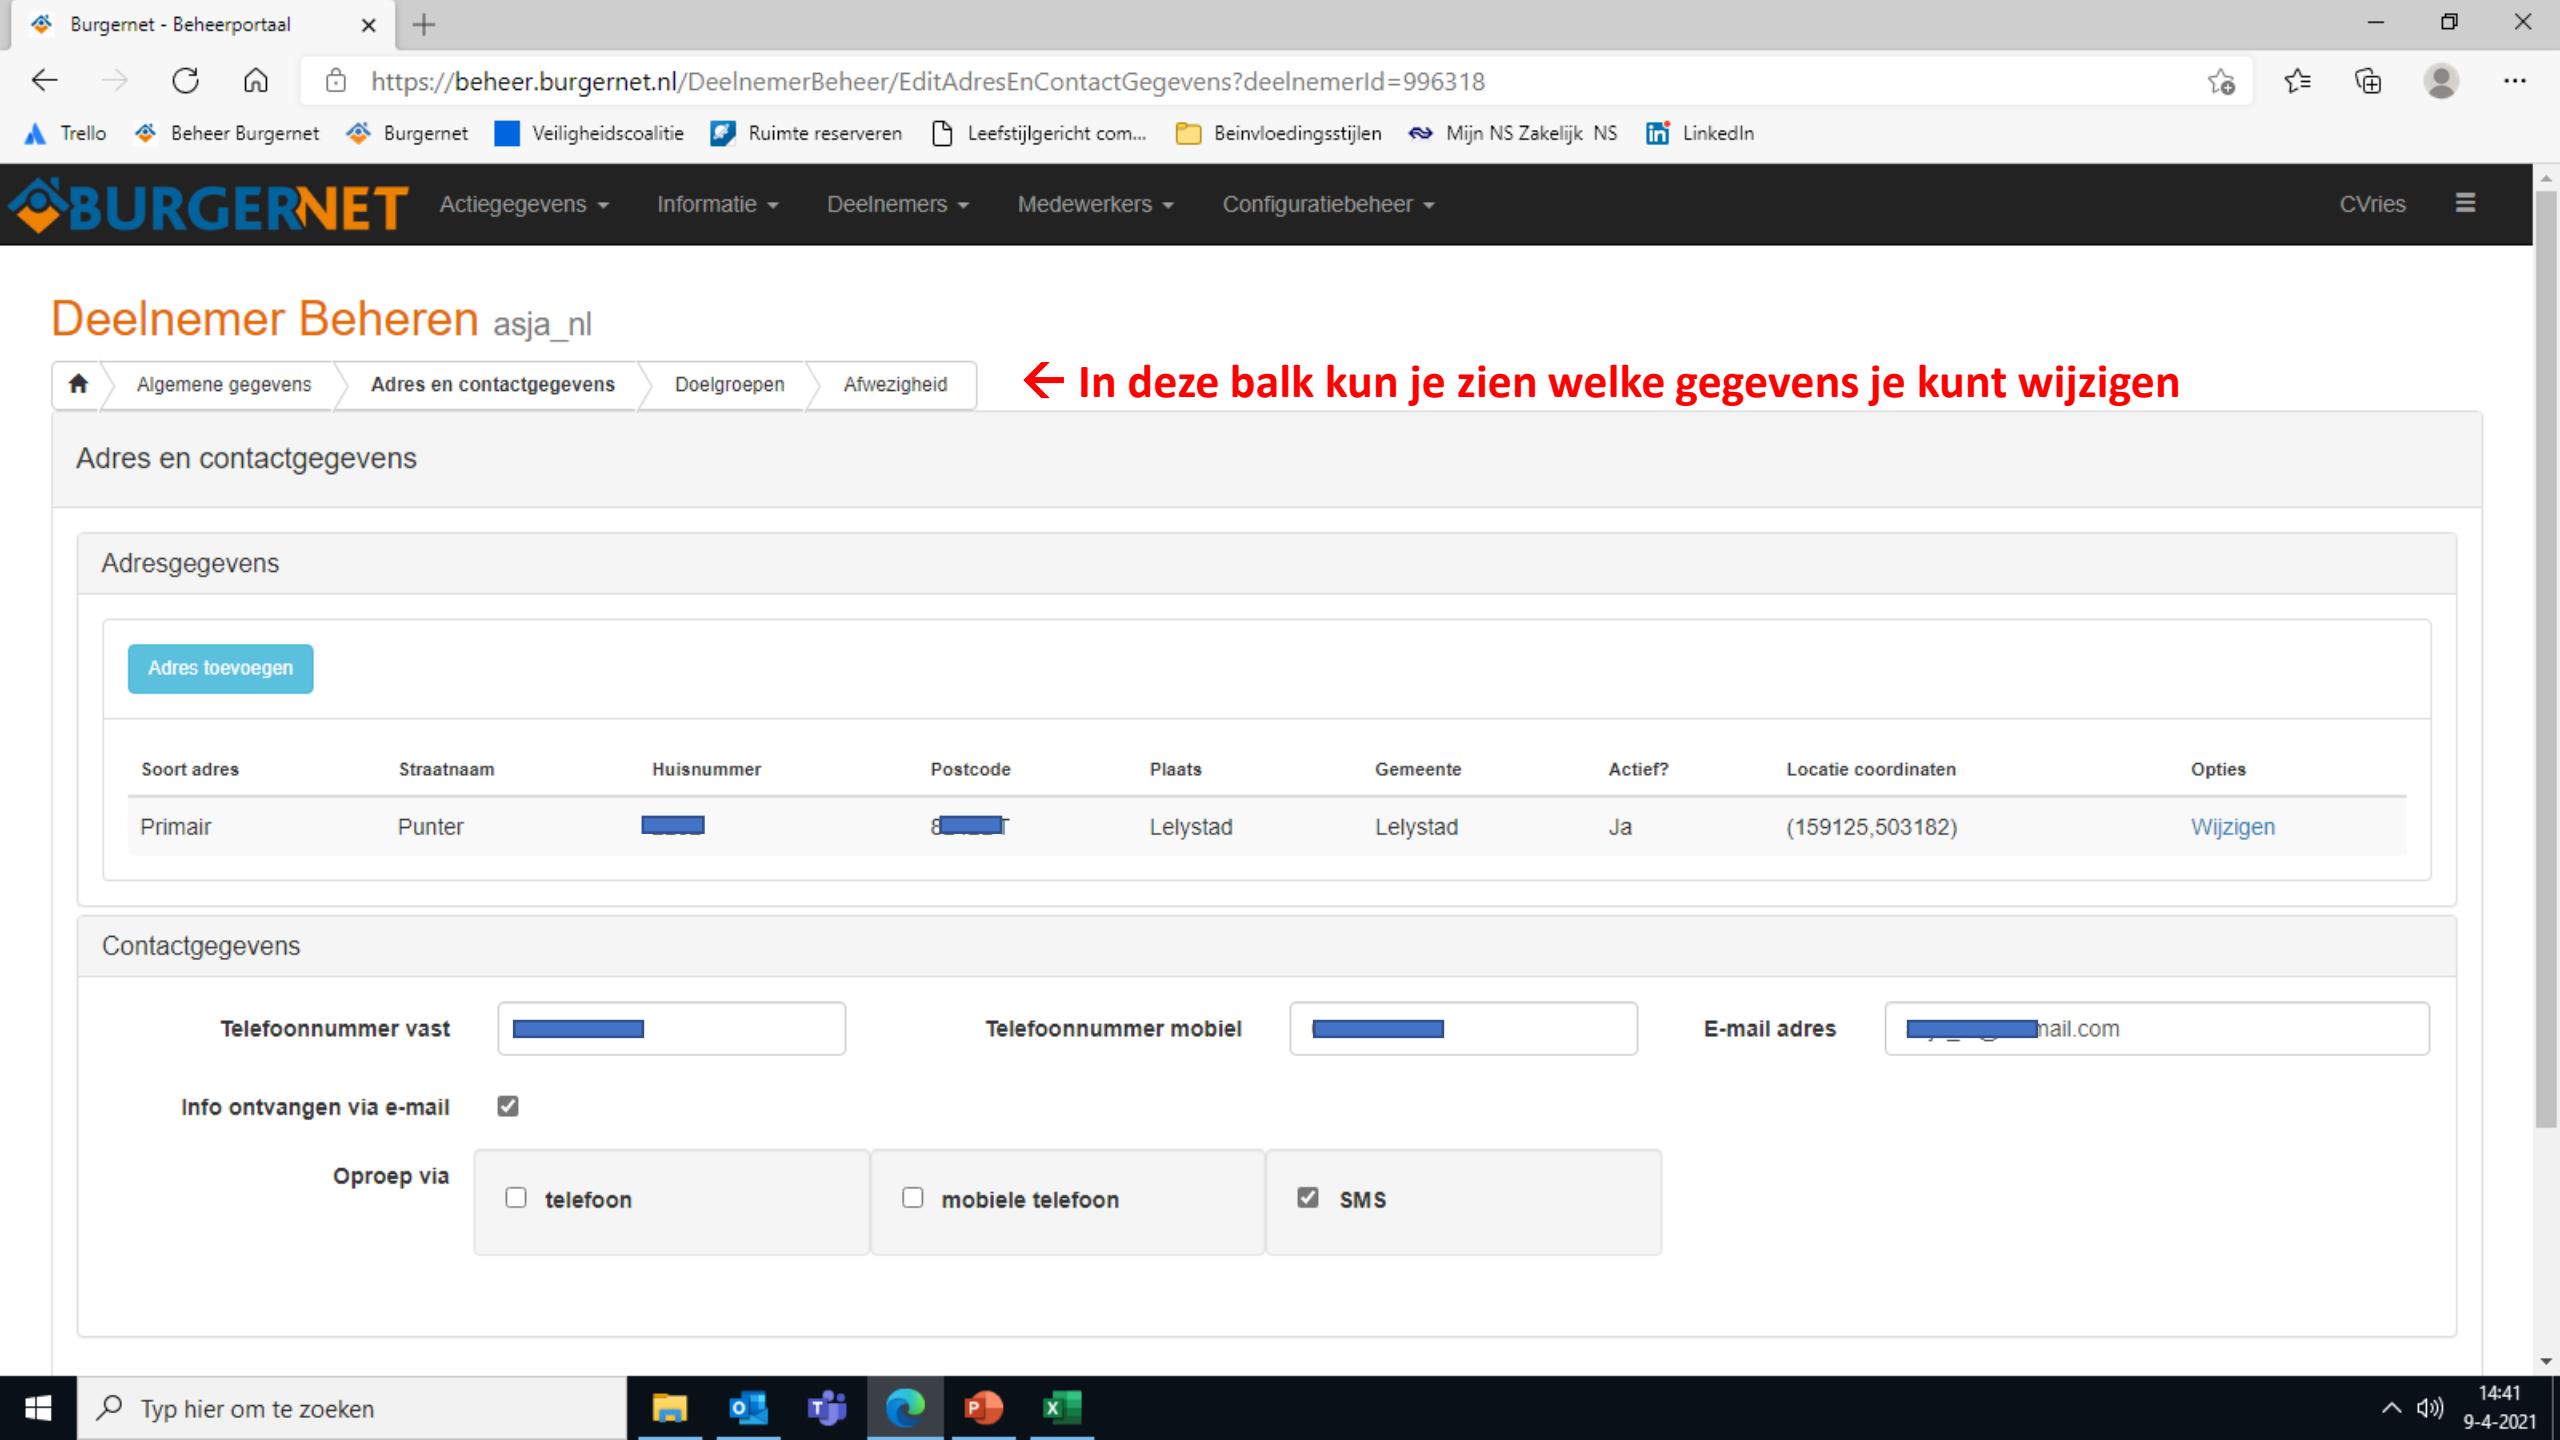 Burgernet - Beheerportaal
https://beheer.burgernet.nl/DeelnemerBeheer/EditAdresEnContactGegevens?deelnemerId=996318
Trello Beheer Burgernet Burgernet Veiligheidscoalitie Ruimte reserveren Leefstijlgericht com... Beinvloedingsstijlen Mijn NS Zakelijk NS LinkedIn
BURGERNET Actiegegevens Informatie Deelnemers Medewerkers Configuratiebeheer CVries
Deelnemer Beheren asja_nl
Algemene gegevens Adres en contactgegevens Doelgroepen Afwezigheid ← In deze balk kun je zien welke gegevens je kunt wijzigen
Adres en contactgegevens
Adresgegevens
Adres toevoegen
Soort adres Straatnaam Huisnummer Postcode Plaats Gemeente Actief? Locatie coordinaten Opties
Primair Punter Lelystad Lelystad Ja (159125,503182) Wijzigen
Contactgegevens
Telefoonnummer vast Telefoonnummer mobiel E-mail adres mail.com
Info ontvangen via e-mail
Oproep via telefoon mobiele telefoon SMS
Typ hier om te zoeken
14:41
9-4-2021